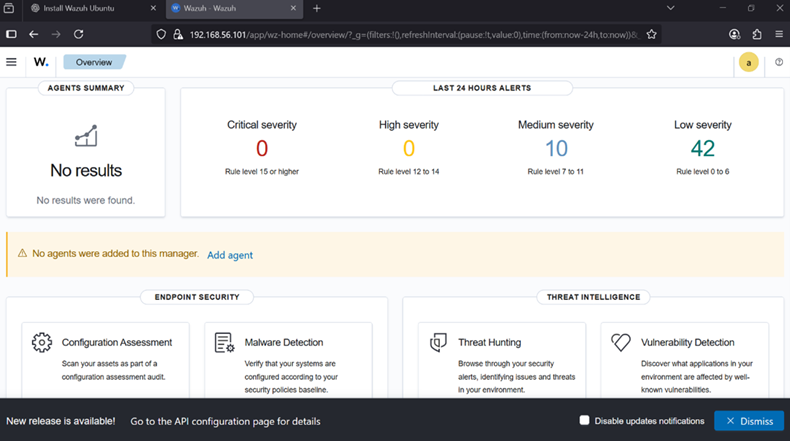 Install Wazuh Ubuntu
Wazuh - Wazuh
192.168.56.101/app/wz-home#/overview/?_g=(filters:!(),refreshInterval:(pause:!t,value:0),time:(from:now-24h,to:now))&_
W. Overview a
AGENTS SUMMARY
No results
No results were found.
LAST 24 HOURS ALERTS
Critical severity
0
Rule level 15 or higher
High severity
0
Rule level 12 to 14
Medium severity
10
Rule level 7 to 11
Low severity
42
Rule level 0 to 6
No agents were added to this manager. Add agent
ENDPOINT SECURITY
Configuration Assessment
Scan your assets as part of a
configuration assessment audit.
Malware Detection
Verify that your systems are
configured according to your
security policies baseline.
THREAT INTELLIGENCE
Threat Hunting
Browse through your security
alerts, identifying issues and threats
in your environment.
Vulnerability Detection
Discover what applications in your
environment are affected by well-
known vulnerabilities.
New release is available! Go to the API configuration page for details
Disable updates notifications
Dismiss